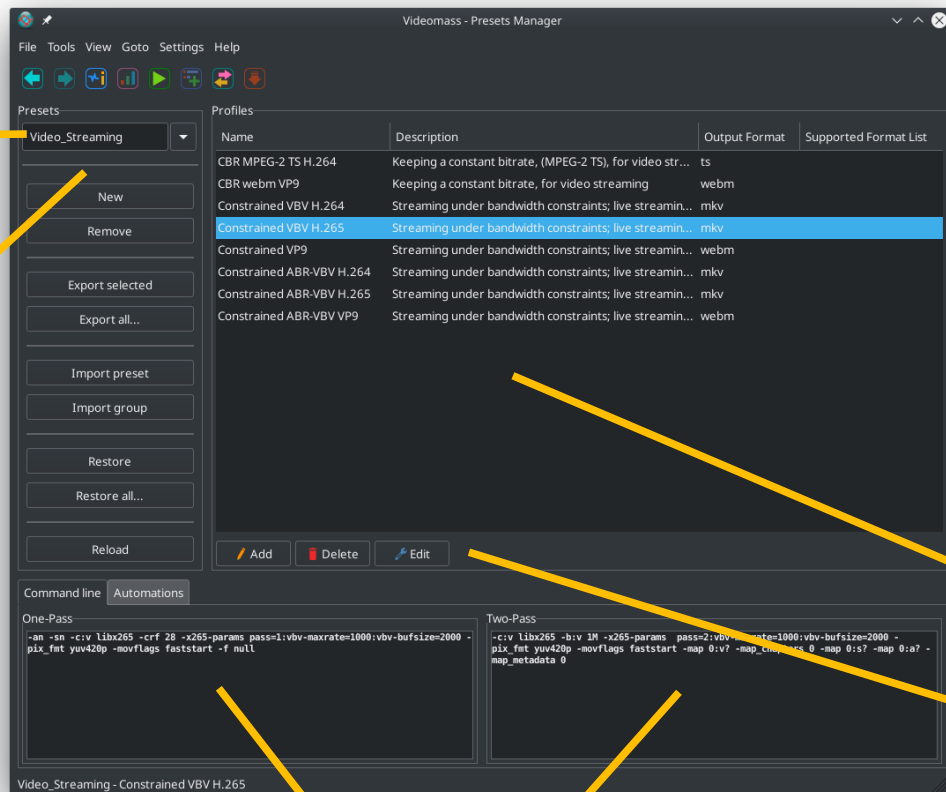 Videomass - Presets Manager
File Tools View Goto Settings Help
Presets
Video_Streaming
New
Remove
Export selected
Export all...
Import preset
Import group
Restore
Restore all...
Reload
Profiles
Name Description Output Format Supported Format List
CBR MPEG-2 TS H.264 Keeping a constant bitrate, (MPEG-2 TS), for video str... ts
CBR webm VP9 Keeping a constant bitrate, for video streaming webm
Constrained VBV H.264 Streaming under bandwidth constraints; live streamin... mkv
Constrained VBV H.265 Streaming under bandwidth constraints; live streamin... mkv
Constrained VP9 Streaming under bandwidth constraints; live streamin... webm
Constrained ABR-VBV H.264 Streaming under bandwidth constraints; live streamin... mkv
Constrained ABR-VBV H.265 Streaming under bandwidth constraints; live streamin... mkv
Constrained ABR-VBV VP9 Streaming under bandwidth constraints; live streamin... webm
Add Delete Edit
Command line Automations
One-Pass
-an -sn -c:v libx265 -crf 28 -x265-params pass=1:vbv-maxrate=1000:vbv-bufsize=2000 -
pix_fmt yuv420p -movflags faststart -f null
Two-Pass
-c:v libx265 -b:v 1M -x265-params pass=2:vbv-maxrate=1000:vbv-bufsize=2000 -
pix_fmt yuv420p -movflags faststart -map 0:v? -map_chapters 0 -map 0:s? -map 0:a? -
map_metadata 0
Video_Streaming - Constrained VBV H.265